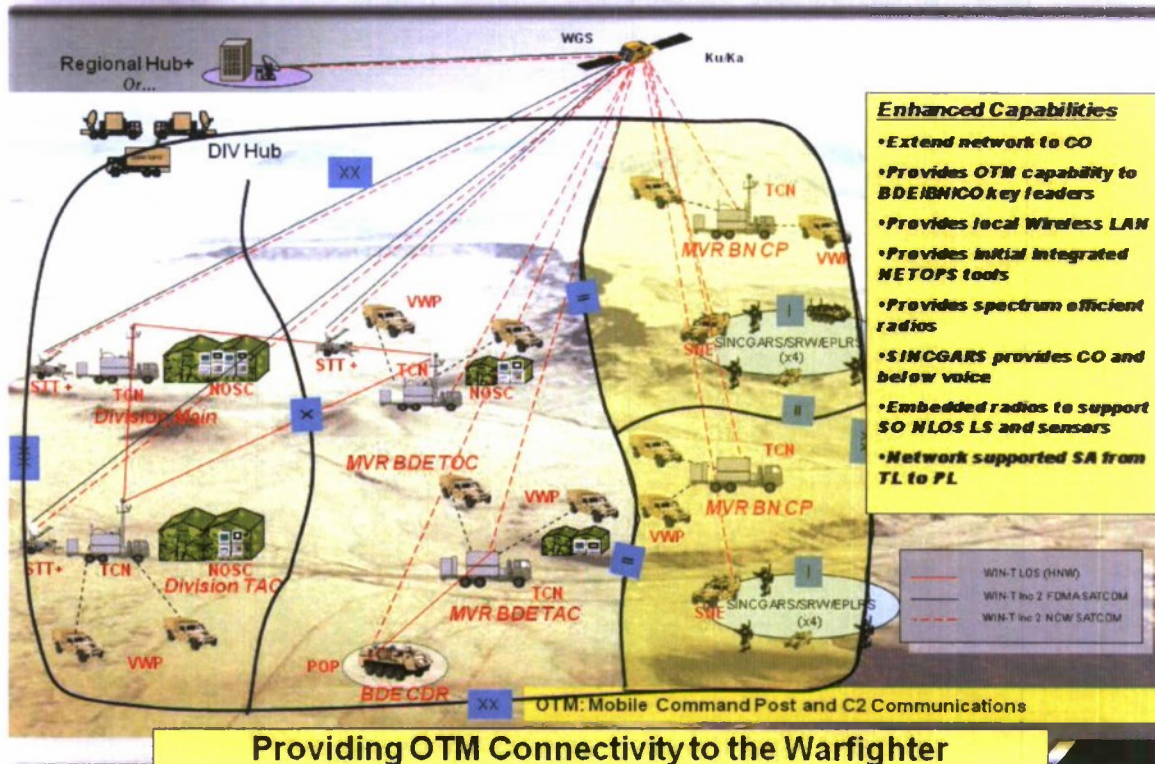 WGS
Ku/Ka
Regional Hub+
Or...
DIV Hub
XX
Enhanced Capabilities
•Extend network to CO
•Provides OTM capability to
BDE/BN/CO key leaders
•Provides local Wireless LAN
•Provides initial integrated
NETOPS tools
•Provides spectrum efficient
radios
•SINCGARS provides CO and
below voice
•Embedded radios to support
SO NLOS LS and sensors
•Network supported SA from
TL to PL
TCN
MVR BN CP
VWP
VWP
STT +
TCN
NOSC
Division Main
STT +
TCN
NOSC
II
I
SINCGARS/SRW/EPLRS
(x4)
SNE
X
II
XX
MVR BDE TOC
VWP
TCN
MVR BN CP
VWP
STT+
TCN
NOSC
Division TAC
VWP
TCN
MVR BDE TAC
II
I
SNE
SINCGARS/SRW/EPLRS
(x4)
POP
BDE CDR
WIN-T LOS (HNW)
WIN-T Inc 2 FDMA SATCOM
WIN-T Inc 2 NCW SATCOM
XX
OTM: Mobile Command Post and C2 Communications
Providing OTM Connectivity to the Warfighter